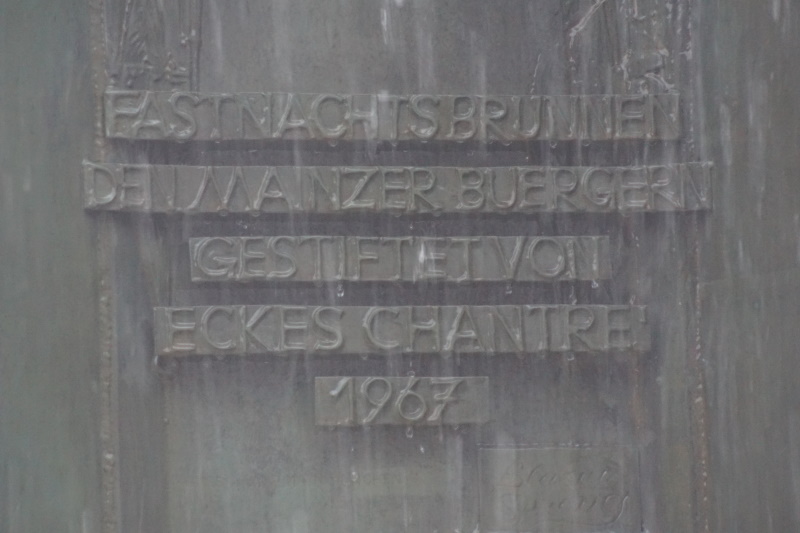 FASTNACHTSBRUNNEN
DEN MAINZER BUERGERN
GESTIFTET VON
ECKES CHANTRE
1967